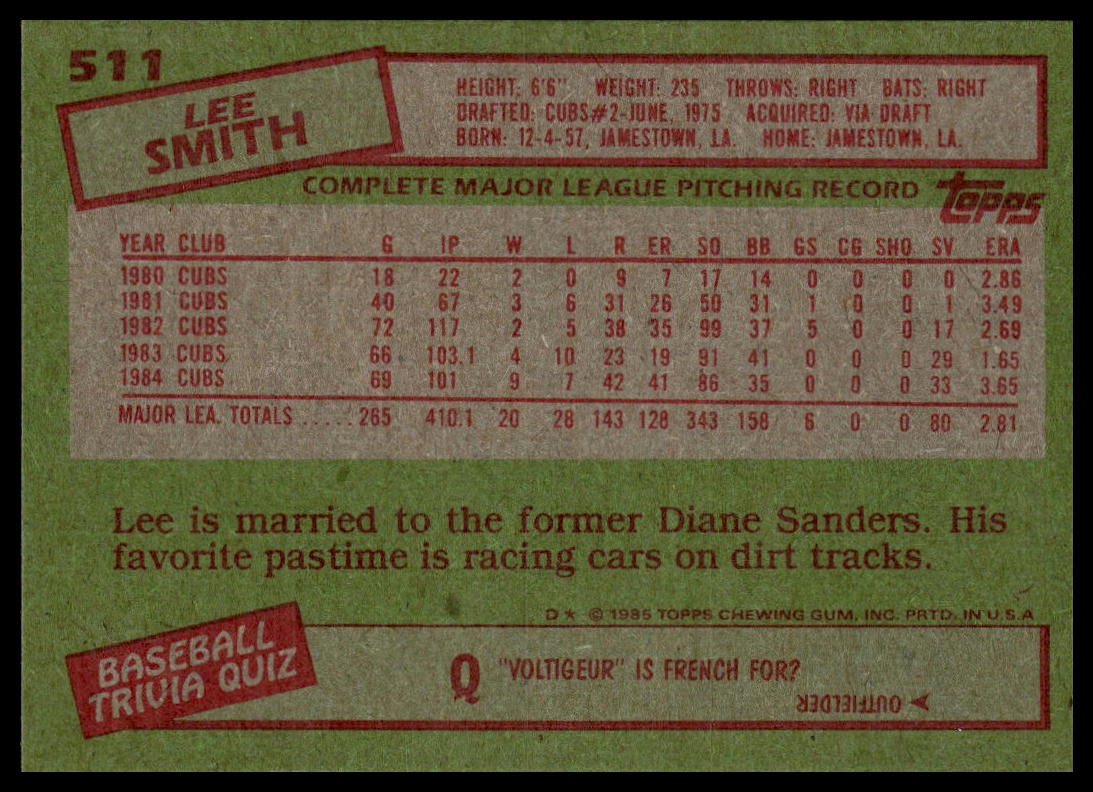 511
LEE
SMITH
HEIGHT: 6'6" WEIGHT: 235 THROWS: RIGHT BATS: RIGHT
DRAFTED: CUBS#2-JUNE, 1975 ACQUIRED: VIA DRAFT
BORN: 12-4-57, JAMESTOWN, LA. HOME: JAMESTOWN, LA.
COMPLETE MAJOR LEAGUE PITCHING RECORD topps
YEAR CLUB G IP W L R ER SO BB GS CG SHO SV ERA
1980 CUBS 18 22 2 0 9 7 17 14 0 0 0 0 2.86
1981 CUBS 40 67 3 6 31 26 50 31 1 0 0 1 3.49
1982 CUBS 72 117 2 5 38 35 99 37 5 0 0 17 2.69
1983 CUBS 66 103.1 4 10 23 19 91 41 0 0 0 29 1.65
1984 CUBS 69 101 9 7 42 41 86 35 0 0 0 33 3.65
MAJOR LEA. TOTALS ..... 265 410.1 20 28 143 128 343 158 6 0 0 80 2.81
Lee is married to the former Diane Sanders. His
favorite pastime is racing cars on dirt tracks.
D★ © 1985 TOPPS CHEWING GUM, INC. PRTD. IN U.S.A
BASEBALL
TRIVIA QUIZ
Q "VOLTIGEUR" IS FRENCH FOR?
OUTFIELDER